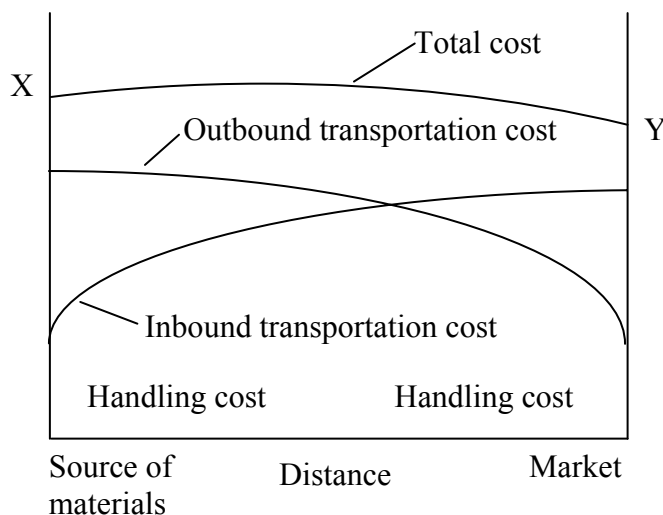 Total cost
X
Outbound transportation cost
Y
Inbound transportation cost
Handling cost
Handling cost
Source of
materials
Distance
Market